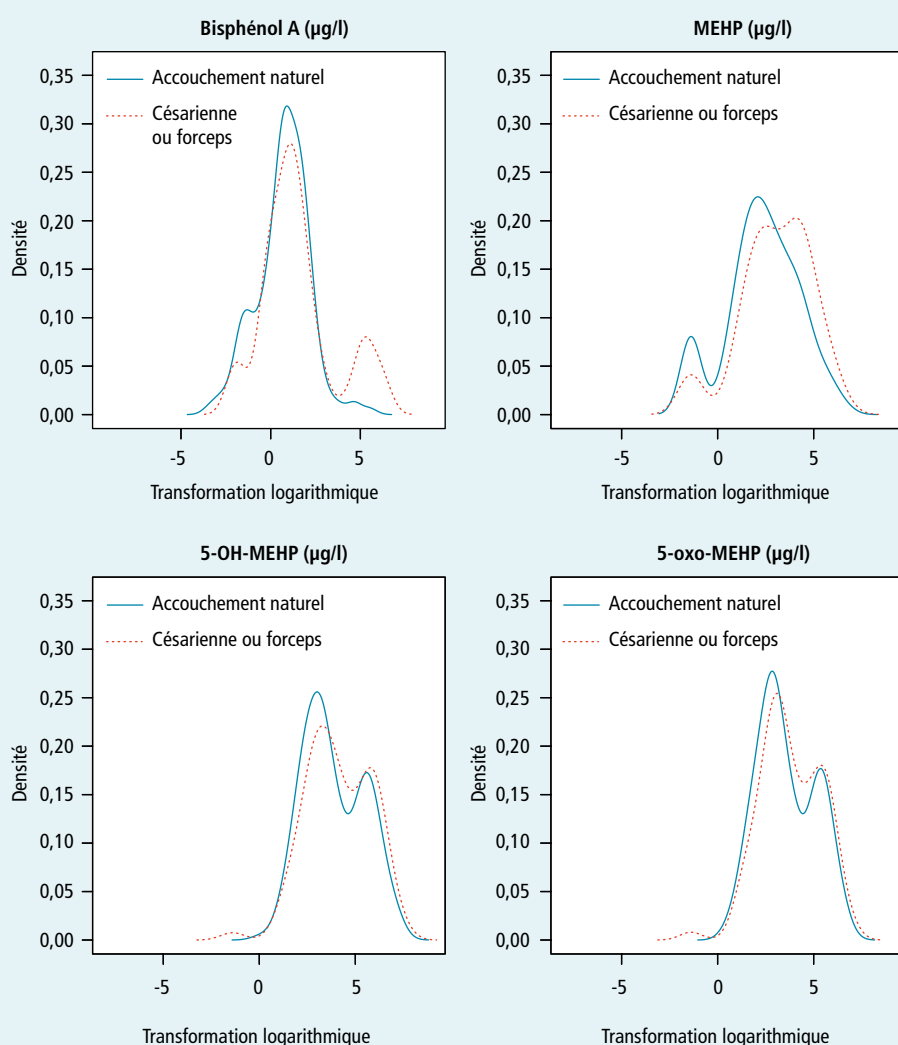 Bisphénol A (µg/l)
0,35
0,30
0,25
0,20
0,15
0,10
0,05
0,00
Densité
Accouchement naturel
Césarienne
ou forceps
-5 0 5
Transformation logarithmique
MEHP (µg/l)
0,35
0,30
0,25
0,20
0,15
0,10
0,05
0,00
Densité
Accouchement naturel
Césarienne ou forceps
-5 0 5
Transformation logarithmique
5-OH-MEHP (µg/l)
0,35
0,30
0,25
0,20
0,15
0,10
0,05
0,00
Densité
Accouchement naturel
Césarienne ou forceps
-5 0 5
Transformation logarithmique
5-oxo-MEHP (µg/l)
0,35
0,30
0,25
0,20
0,15
0,10
0,05
0,00
Densité
Accouchement naturel
Césarienne ou forceps
-5 0 5
Transformation logarithmique